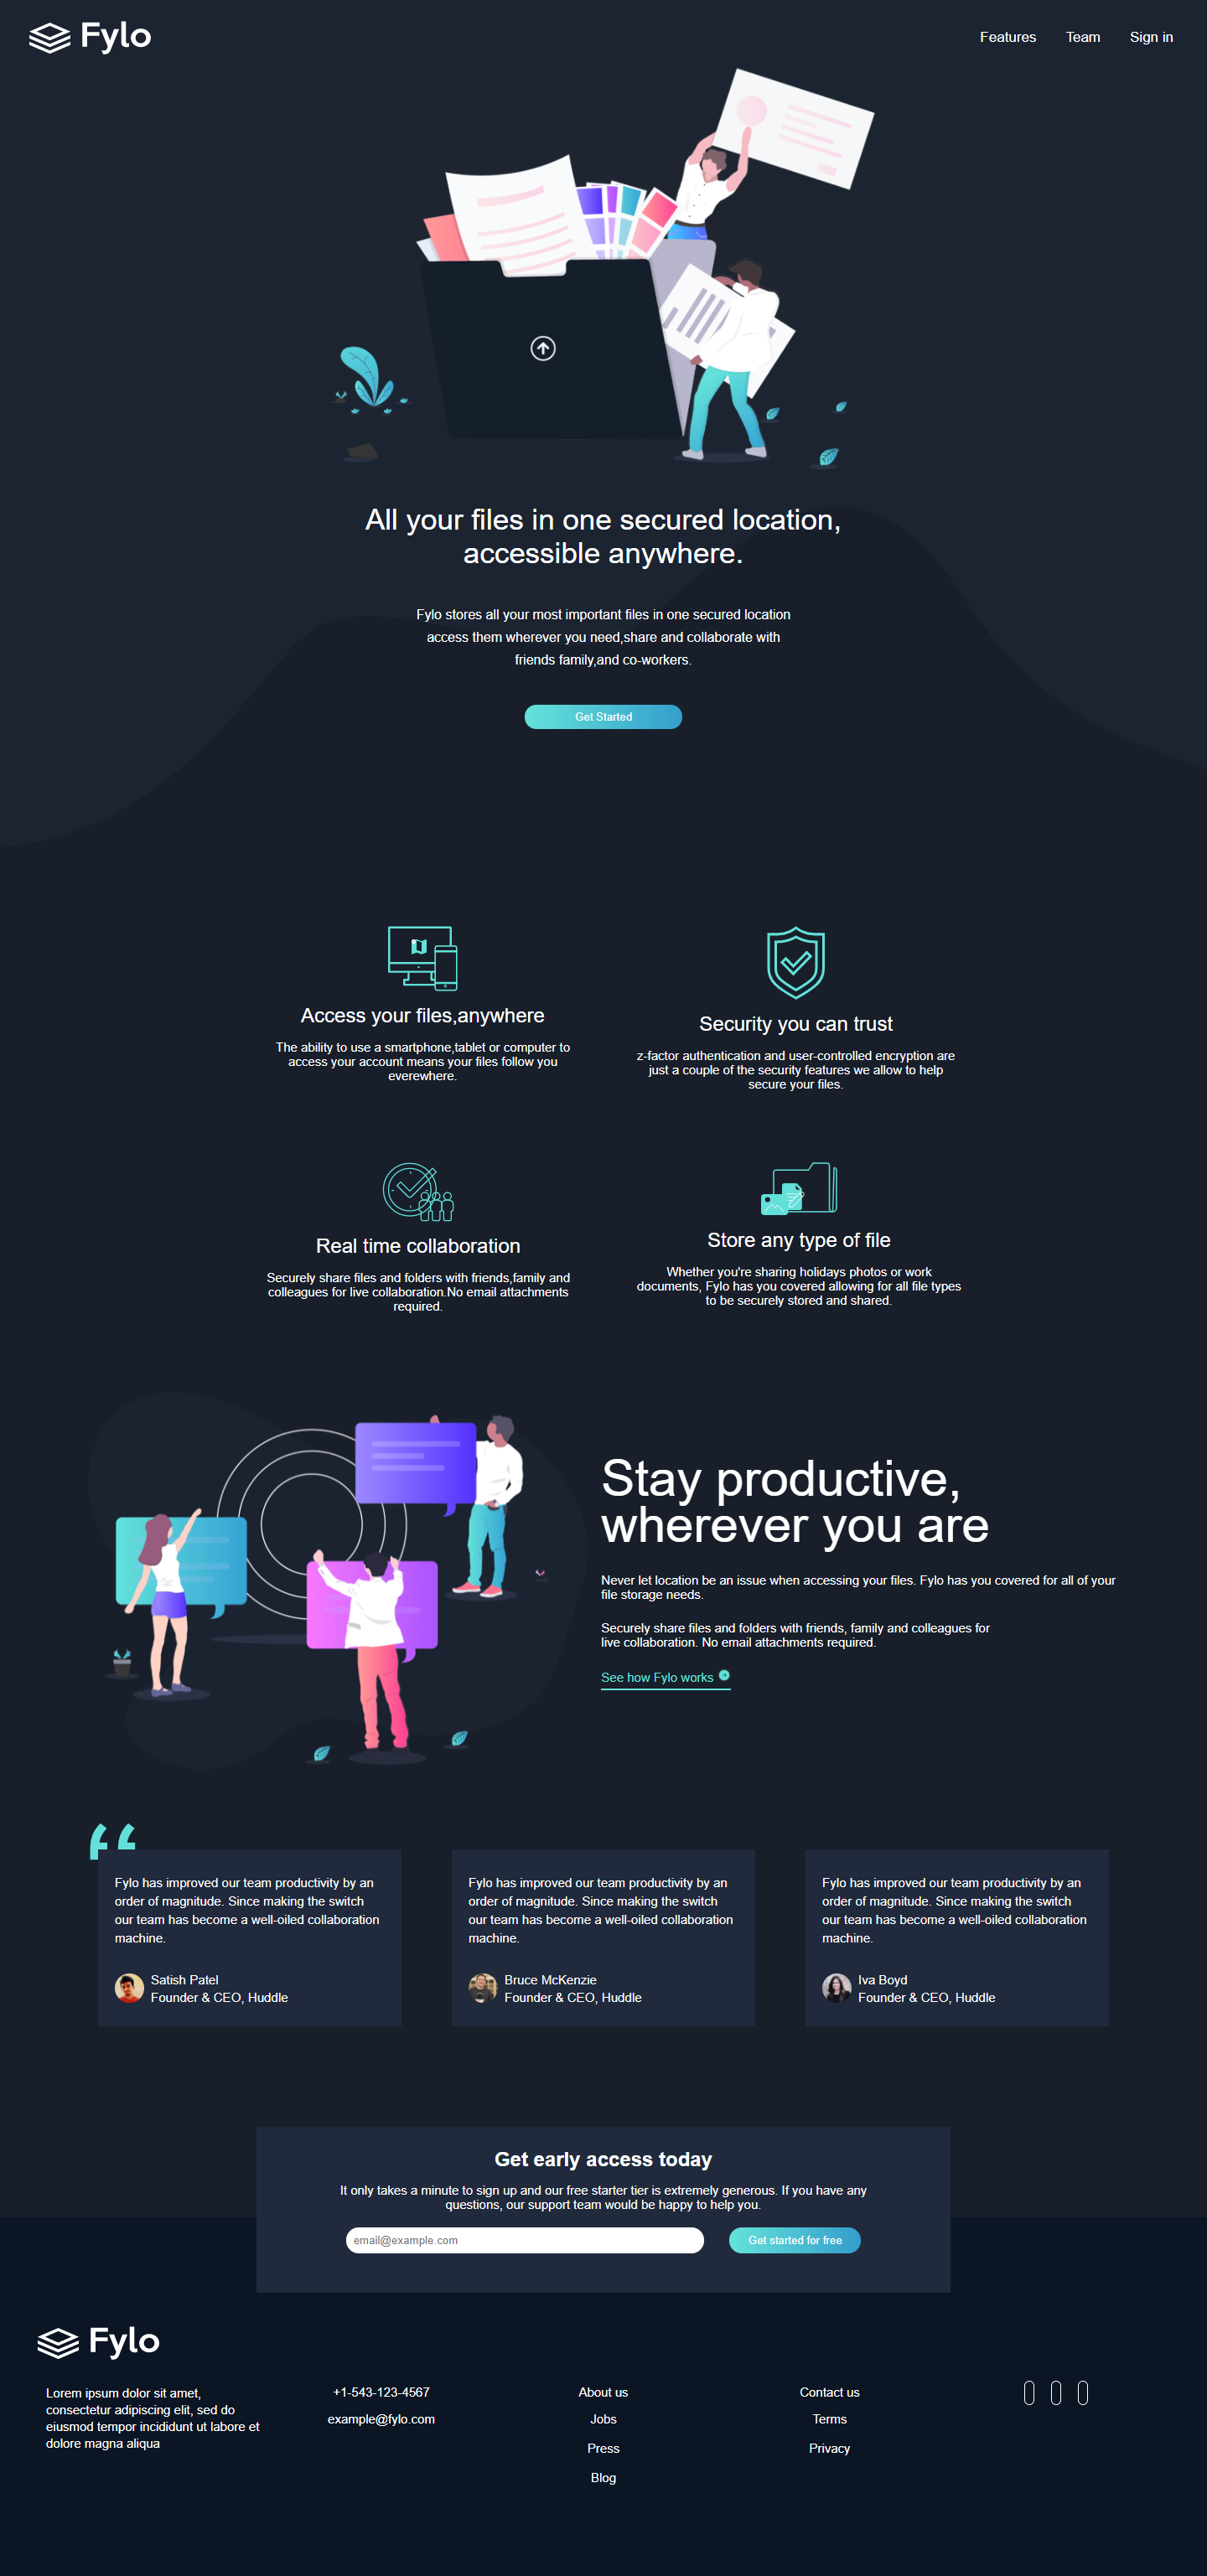 Fylo
Features Team Sign in
All your files in one secured location,
accessible anywhere.
Fylo stores all your most important files in one secured location
access them wherever you need,share and collaborate with
friends family,and co-workers.
Get Started
Access your files,anywhere
The ability to use a smartphone,tablet or computer to
access your account means your files follow you
everewhere.
Security you can trust
z-factor authentication and user-controlled encryption are
just a couple of the security features we allow to help
secure your files.
Real time collaboration
Securely share files and folders with friends,family and
colleagues for live collaboration.No email attachments
required.
Store any type of file
Whether you're sharing holidays photos or work
documents, Fylo has you covered allowing for all file types
to be securely stored and shared.
Stay productive,
wherever you are
Never let location be an issue when accessing your files. Fylo has you covered for all of your
file storage needs.
Securely share files and folders with friends, family and colleagues for
live collaboration. No email attachments required.
See how Fylo works
Fylo has improved our team productivity by an
order of magnitude. Since making the switch
our team has become a well-oiled collaboration
machine.
Satish Patel
Founder & CEO, Huddle
Fylo has improved our team productivity by an
order of magnitude. Since making the switch
our team has become a well-oiled collaboration
machine.
Bruce McKenzie
Founder & CEO, Huddle
Fylo has improved our team productivity by an
order of magnitude. Since making the switch
our team has become a well-oiled collaboration
machine.
Iva Boyd
Founder & CEO, Huddle
Get early access today
It only takes a minute to sign up and our free starter tier is extremely generous. If you have any
questions, our support team would be happy to help you.
email@example.com
Get started for free
Fylo
Lorem ipsum dolor sit amet,
consectetur adipiscing elit, sed do
eiusmod tempor incididunt ut labore et
dolore magna aliqua
+1-543-123-4567
example@fylo.com
About us
Jobs
Press
Blog
Contact us
Terms
Privacy